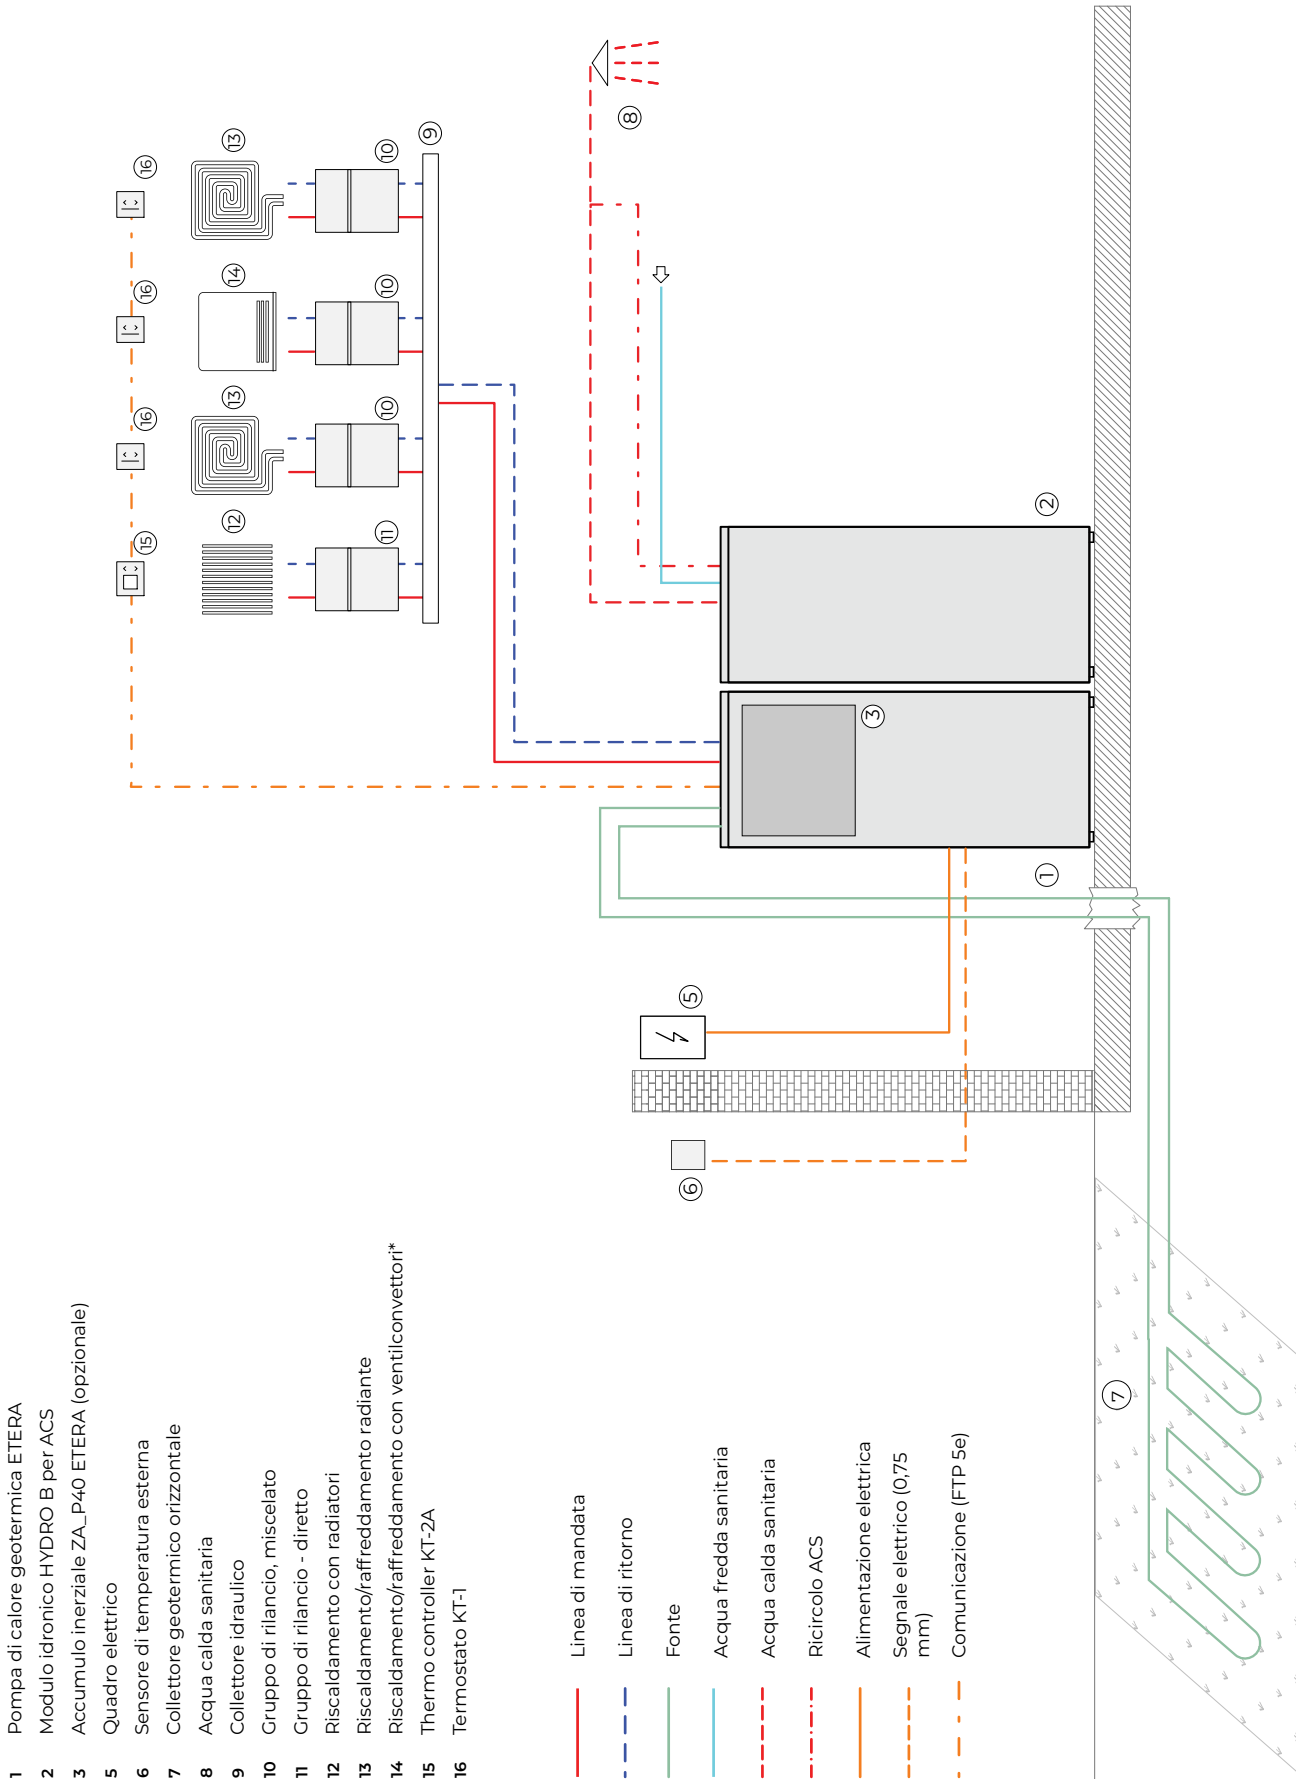 1 Pompa di calore geotermica ETERA
2 Modulo idronico HYDRO B per ACS
3 Accumulo inerziale ZA_P40 ETERA (opzionale)
5 Quadro elettrico
6 Sensore di temperatura esterna
7 Collettore geotermico orizzontale
8 Acqua calda sanitaria
9 Collettore idraulico
10 Gruppo di rilancio, miscelato
11 Gruppo di rilancio - diretto
12 Riscaldamento con radiatori
13 Riscaldamento/raffreddamento radiante
14 Riscaldamento/raffreddamento con ventilconvettori*
15 Thermo controller KT-2A
16 Termostato KT-1
Linea di mandata
Linea di ritorno
Fonte
Acqua fredda sanitaria
Acqua calda sanitaria
Ricircolo ACS
Alimentazione elettrica
Segnale elettrico (0,75
mm)
Comunicazione (FTP 5e)
15
16
16
16
12
13
14
13
11
10
10
10
9
8
6
5
3
1
2
7